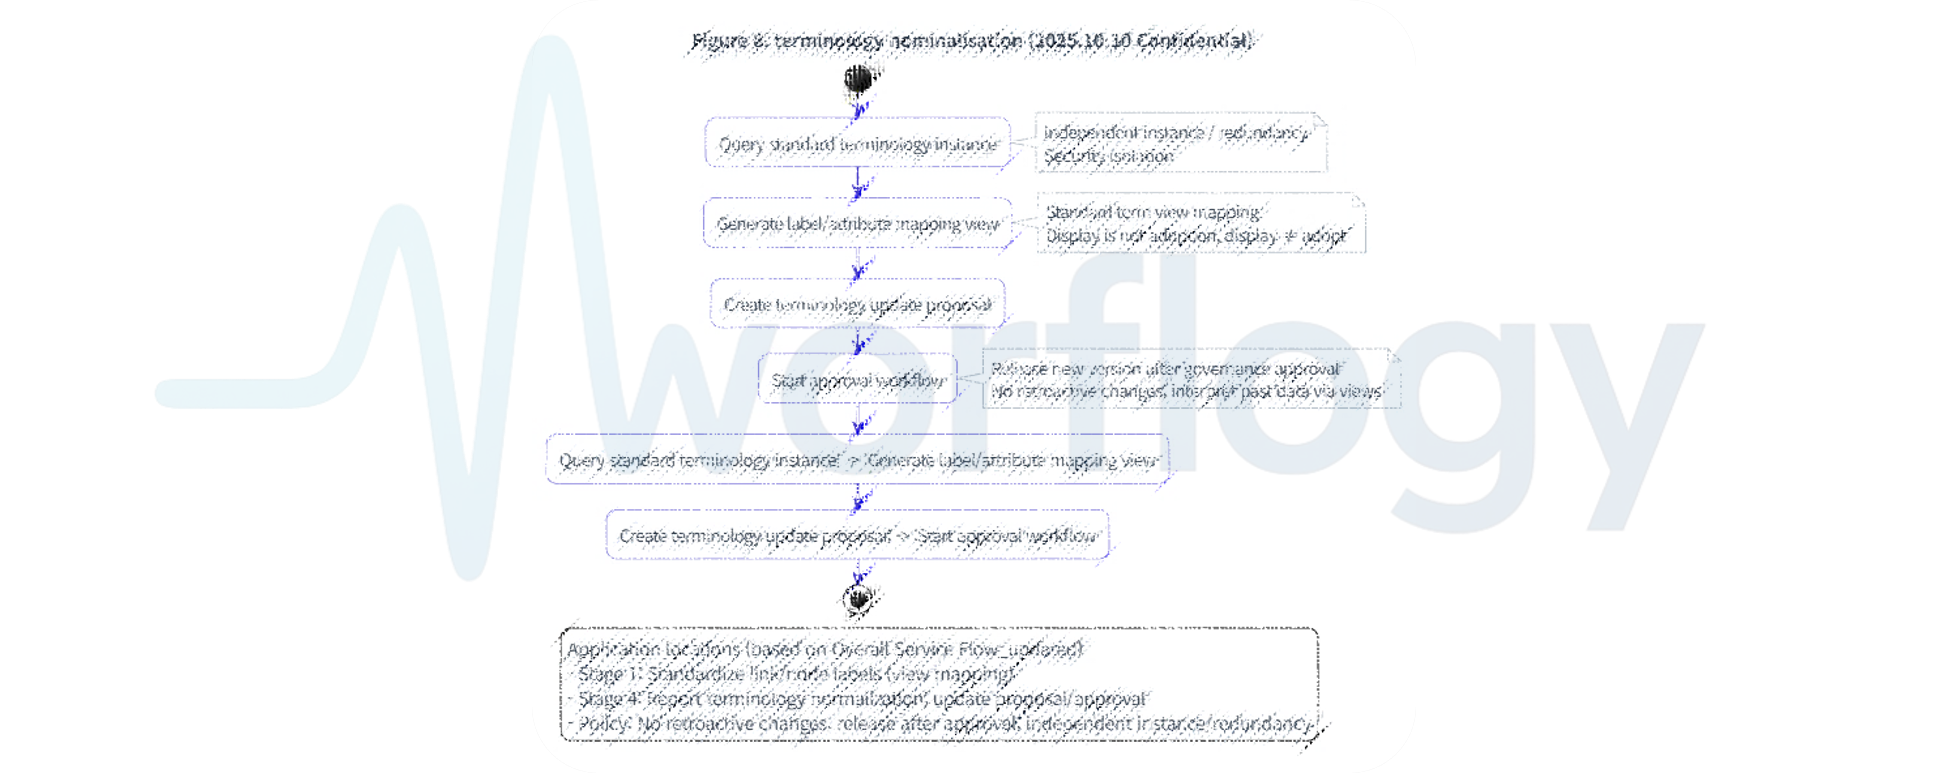 Figure 8. terminology nominalisation (2025.10.10 Confidential)
Query standard terminology instance
Independent instance / redundancy
Security isolation
Generate label/attribute mapping view
Standard term view mapping
Display is not adoption, display ≠ adopt
Create terminology update proposal
Start approval workflow
Release new version after governance approval
No retroactive changes, interpret past data via views
worflogy
Query standard terminology instance' -> 'Generate label/attribute mapping view'
Create terminology update proposal' -> 'Start approval workflow'
Application locations (based on Overall Service Flow_updated)
- Stage 1: Standardize link/node labels (view mapping)
- Stage 4: Report terminology normalization, update proposal/approval
- Policy: No retroactive changes; release after approval, independent instance/redundancy